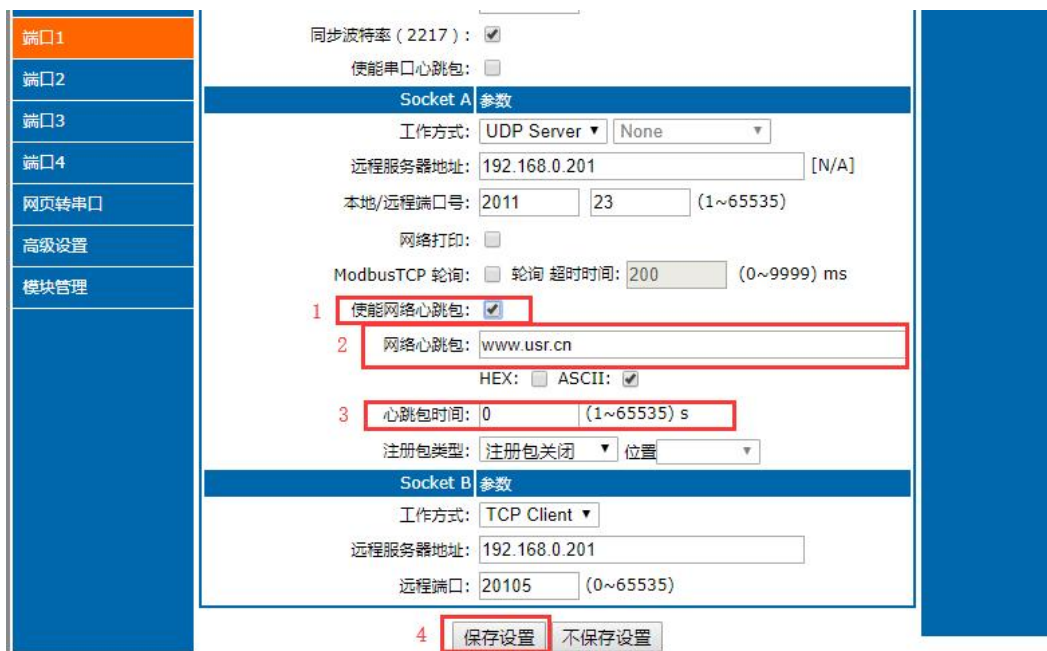 端口1
端口2
端口3
端口4
网页转串口
高级设置
模块管理
同步波特率 ( 2217 ) :
使能串口心跳包:
Socket A 参数
工作方式: UDP Server None
远程服务器地址: 192.168.0.201 [N/A]
本地/远程端口号: 2011 23 (1~65535)
网络打印:
ModbusTCP 轮询: 轮询 超时时间: 200 (0~9999) ms
1 使能网络心跳包:
2 网络心跳包: www.usr.cn
HEX: ASCII:
3 心跳包时间: 0 (1~65535) s
注册包类型: 注册包关闭 位置
Socket B 参数
工作方式: TCP Client
远程服务器地址: 192.168.0.201
远程端口: 20105 (0~65535)
4 保存设置 不保存设置